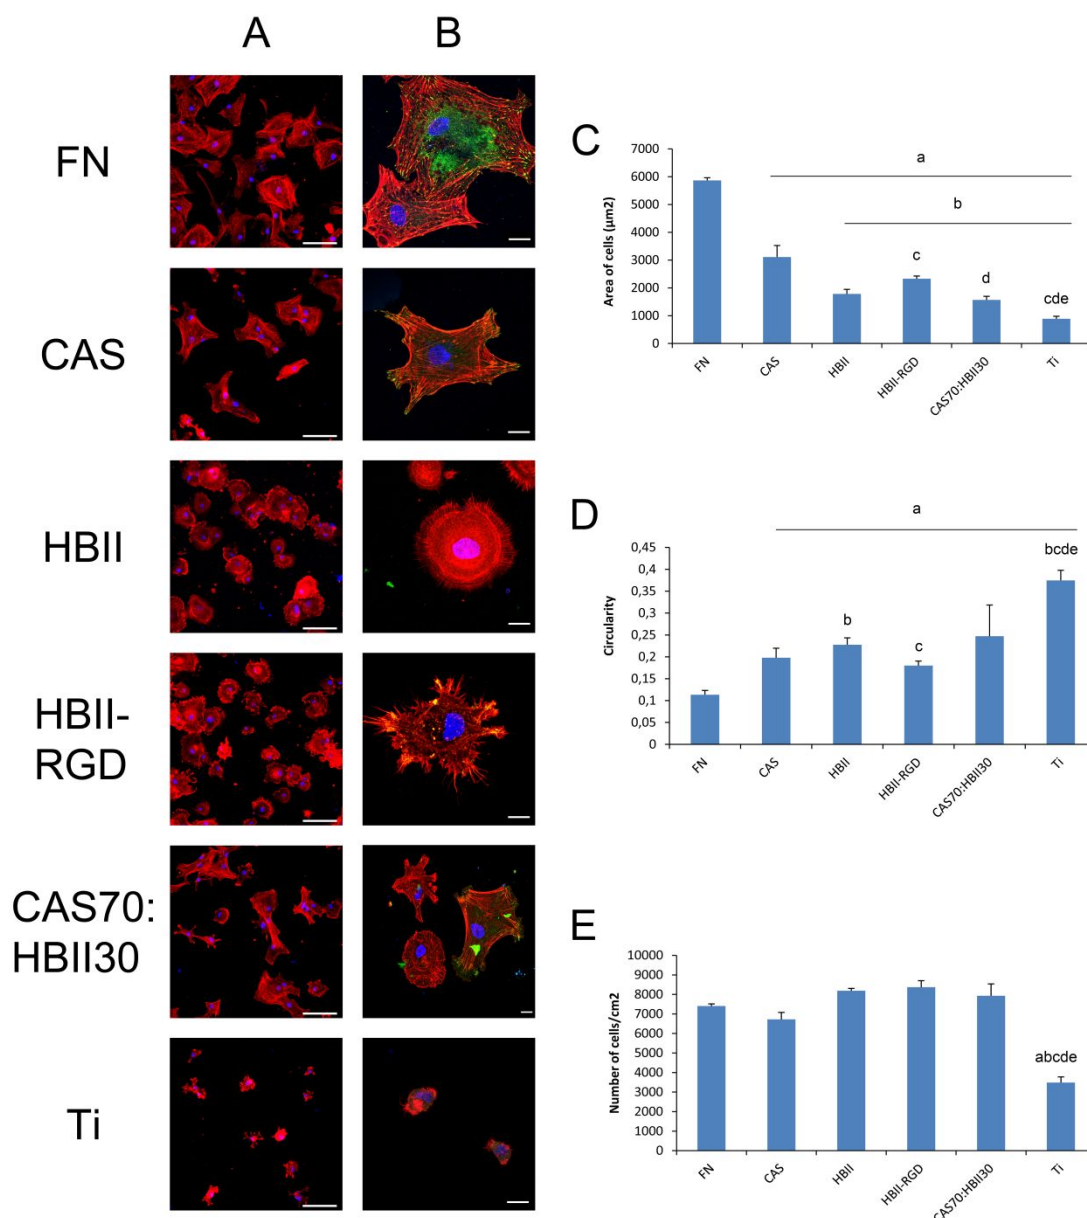 A
B
FN
CAS
HBII
HBII-
RGD
CAS70:
HBII30
Ti
C
7000
6000
5000
4000
3000
2000
1000
0
Area of cells (µm2)
a
b
c
d
cde
FN
CAS
HBII
HBII-RGD
CAS70:HBII30
Ti
D
0,45
0,4
0,35
0,3
0,25
0,2
0,15
0,1
0,05
0
Circularity
a
b
c
bcde
FN
CAS
HBII
HBII-RGD
CAS70:HBII30
Ti
E
10000
9000
8000
7000
6000
5000
4000
3000
2000
1000
0
Number of cells/cm2
abcde
FN
CAS
HBII
HBII-RGD
CAS70:HBII30
Ti